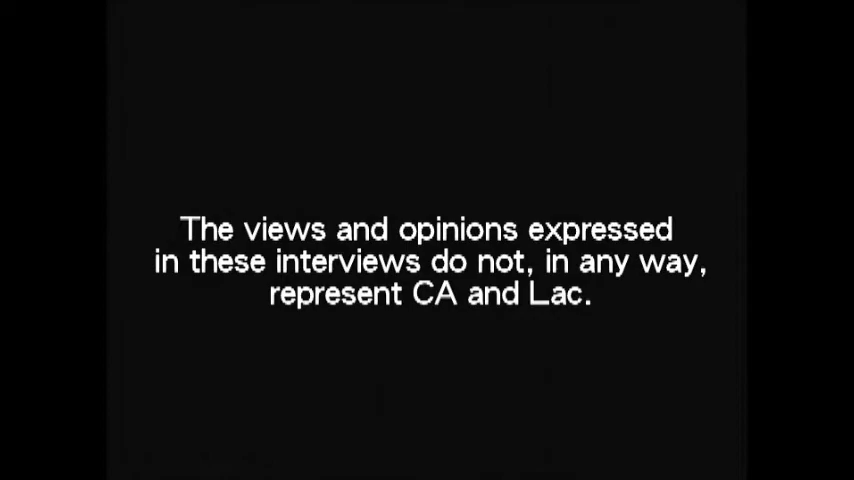 The views and opinions expressed
in these interviews do not, in any way,
represent CA and Lac.